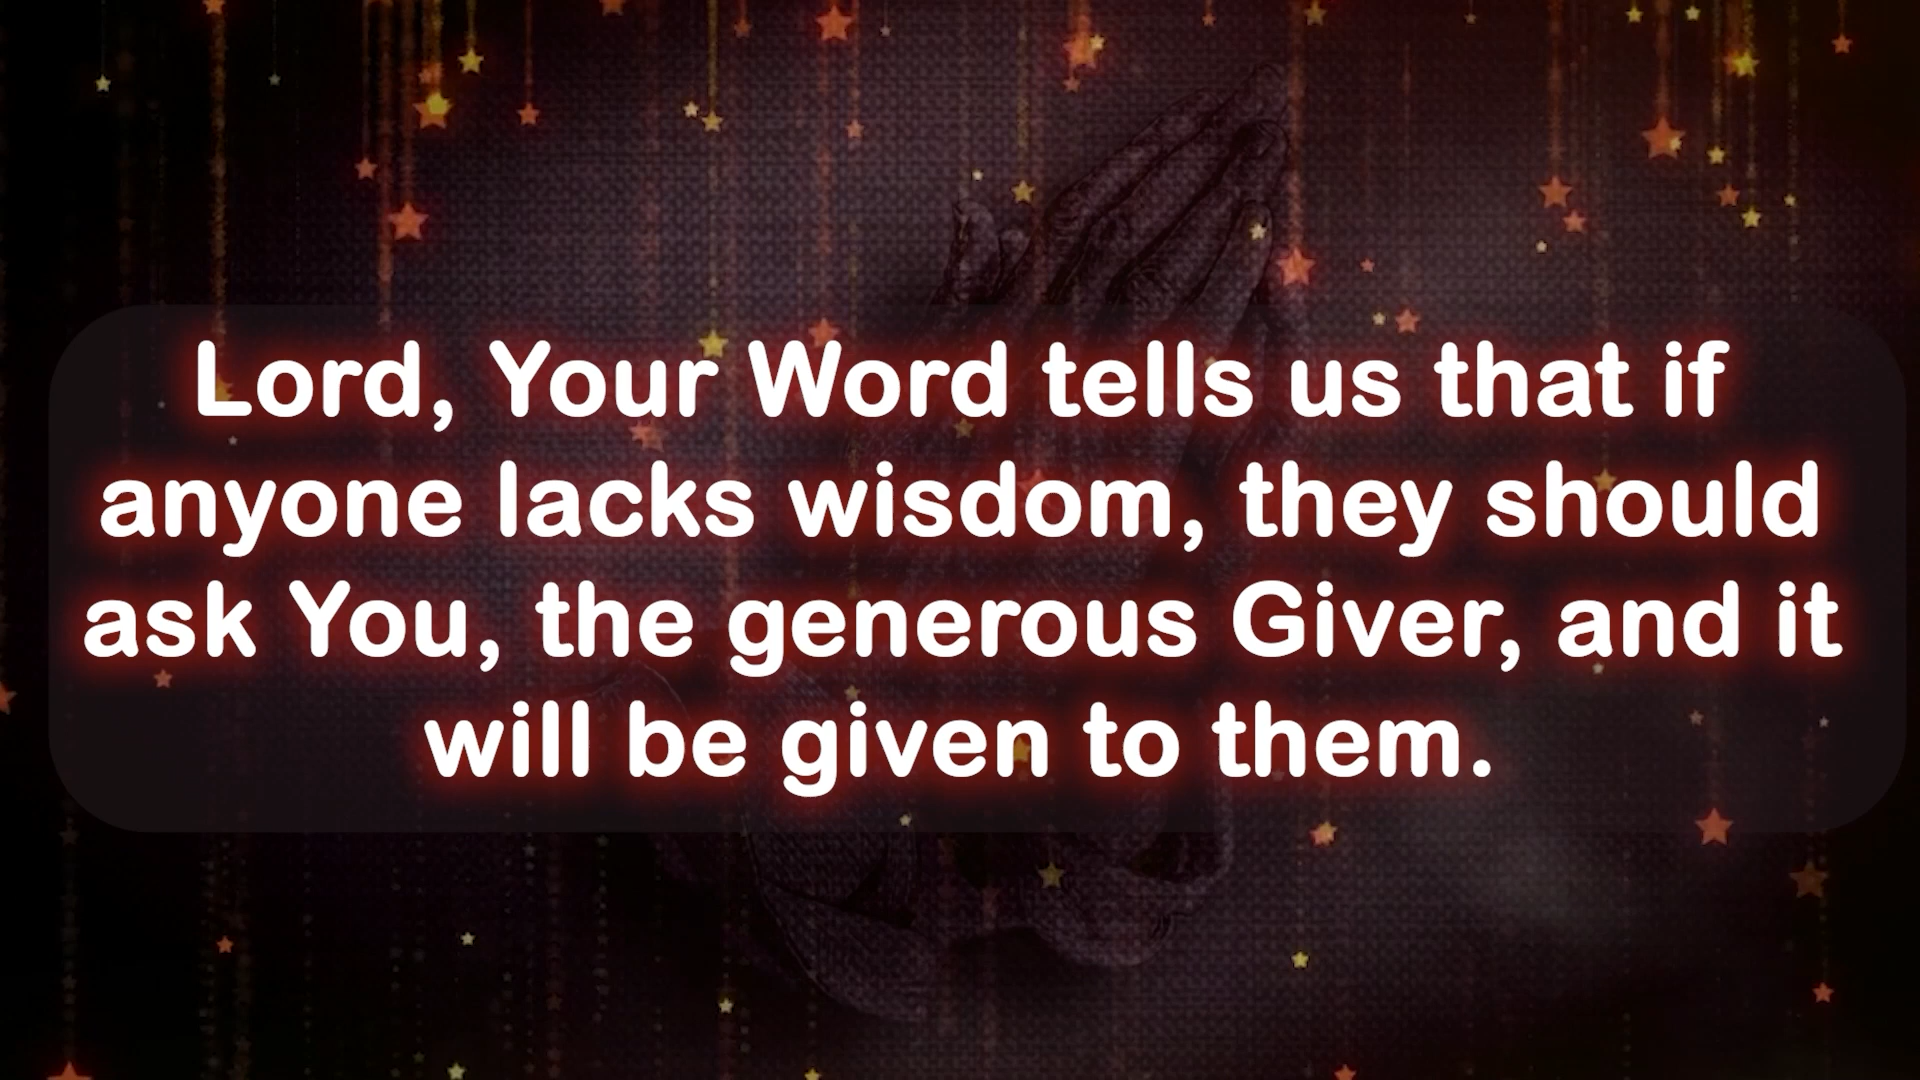 Lord, Your Word tells us that if
anyone lacks wisdom, they should
ask You, the generous Giver, and it
will be given to them.